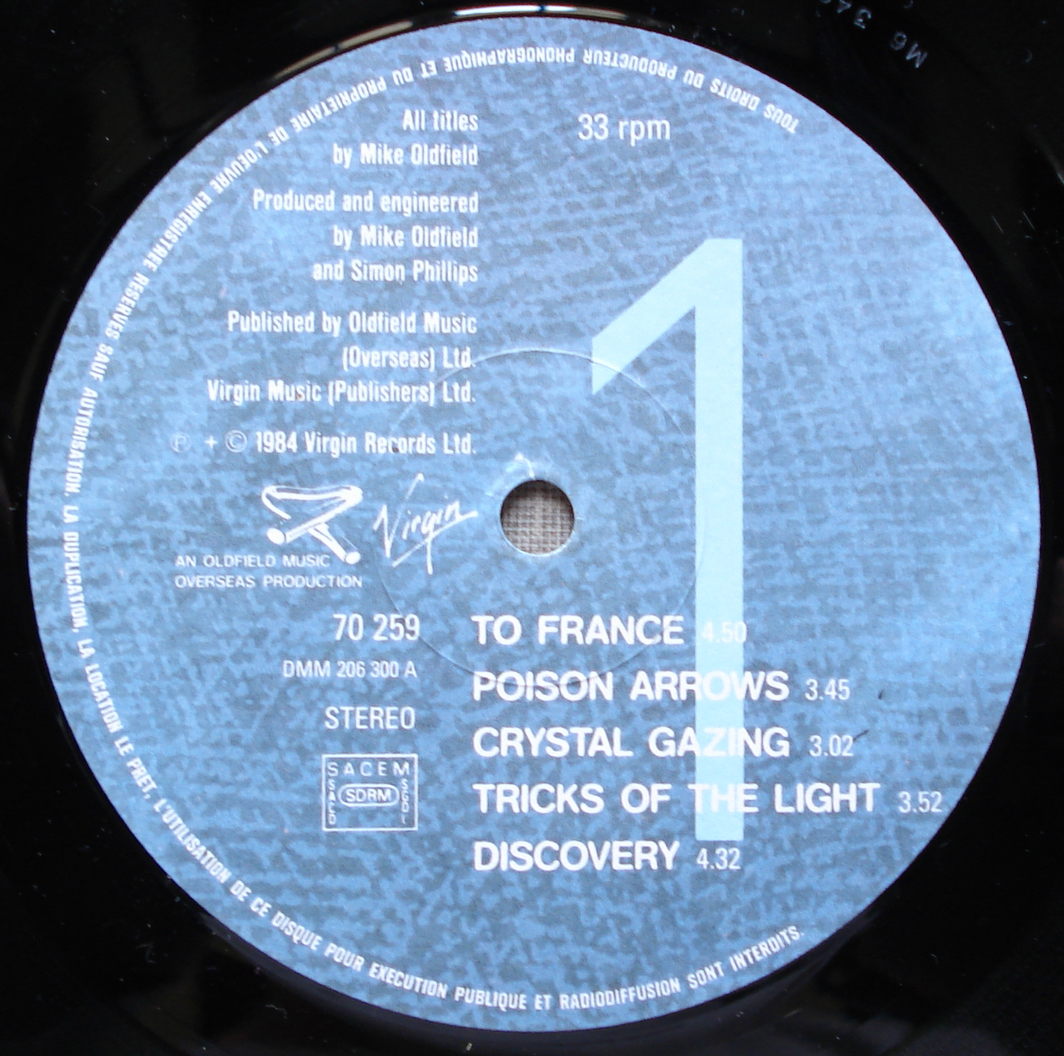 TOUS DROITS DU PRODUCTEUR PHONOGRAPHIQUE ET DU PROPRIETAIRE DE L'OEUVRE ENREGISTREE RESERVES SAUF AUTORISATION, LA DUPLICATION, LA LOCATION LE PRET, L'UTILISATION DE CE DISQUE POUR EXECUTION PUBLIQUE ET RADIODIFFUSION SONT INTERDITS.
All titles
by Mike Oldfield
33 rpm
Produced and engineered
by Mike Oldfield
and Simon Phillips
Published by Oldfield Music
(Overseas) Ltd.
Virgin Music (Publishers) Ltd.
℗ + © 1984 Virgin Records Ltd.
1
Virgin
AN OLDFIELD MUSIC
OVERSEAS PRODUCTION
70 259
DMM 206 300 A
STEREO
SACEM
SACD
SDRM
SGDL
TO FRANCE 4.50
POISON ARROWS 3.45
CRYSTAL GAZING 3.02
TRICKS OF THE LIGHT 3.52
DISCOVERY 4.32